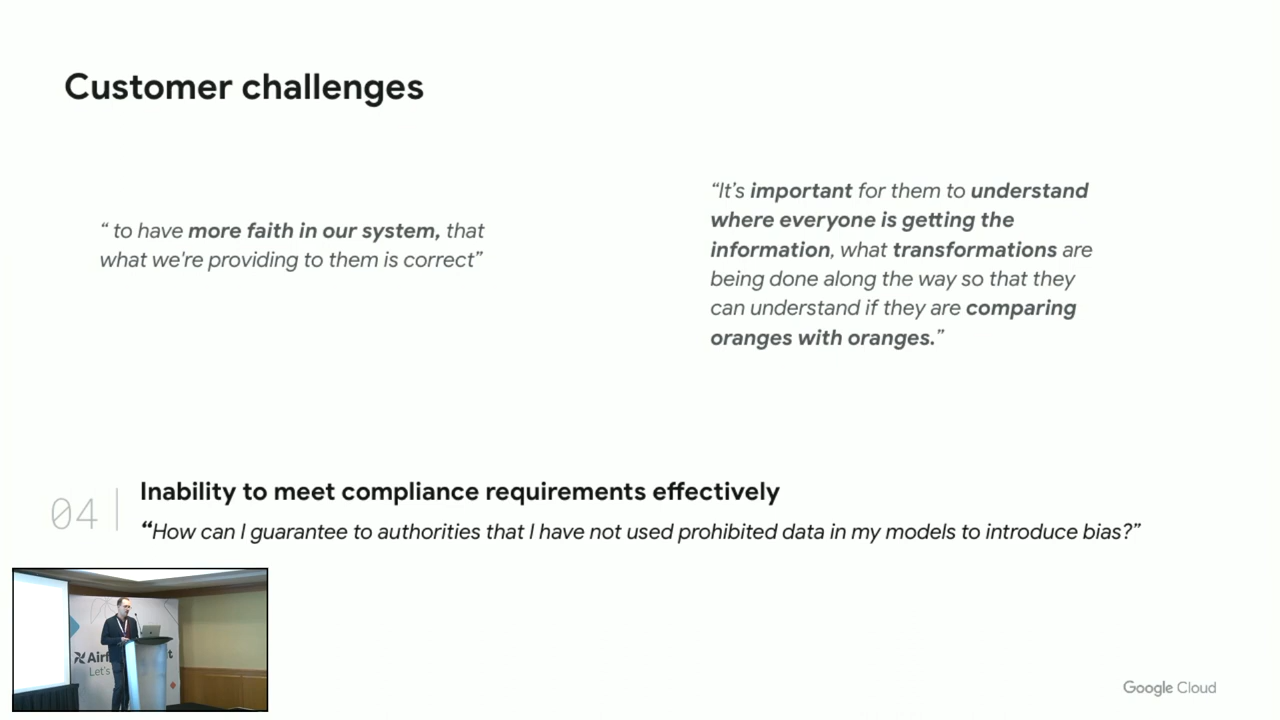 Customer challenges
“ to have more faith in our system, that
what we're providing to them is correct”
“It’s important for them to understand
where everyone is getting the
information, what transformations are
being done along the way so that they
can understand if they are comparing
oranges with oranges.”
04
Inability to meet compliance requirements effectively
“How can I guarantee to authorities that I have not used prohibited data in my models to introduce bias?”
Let's
Google Cloud